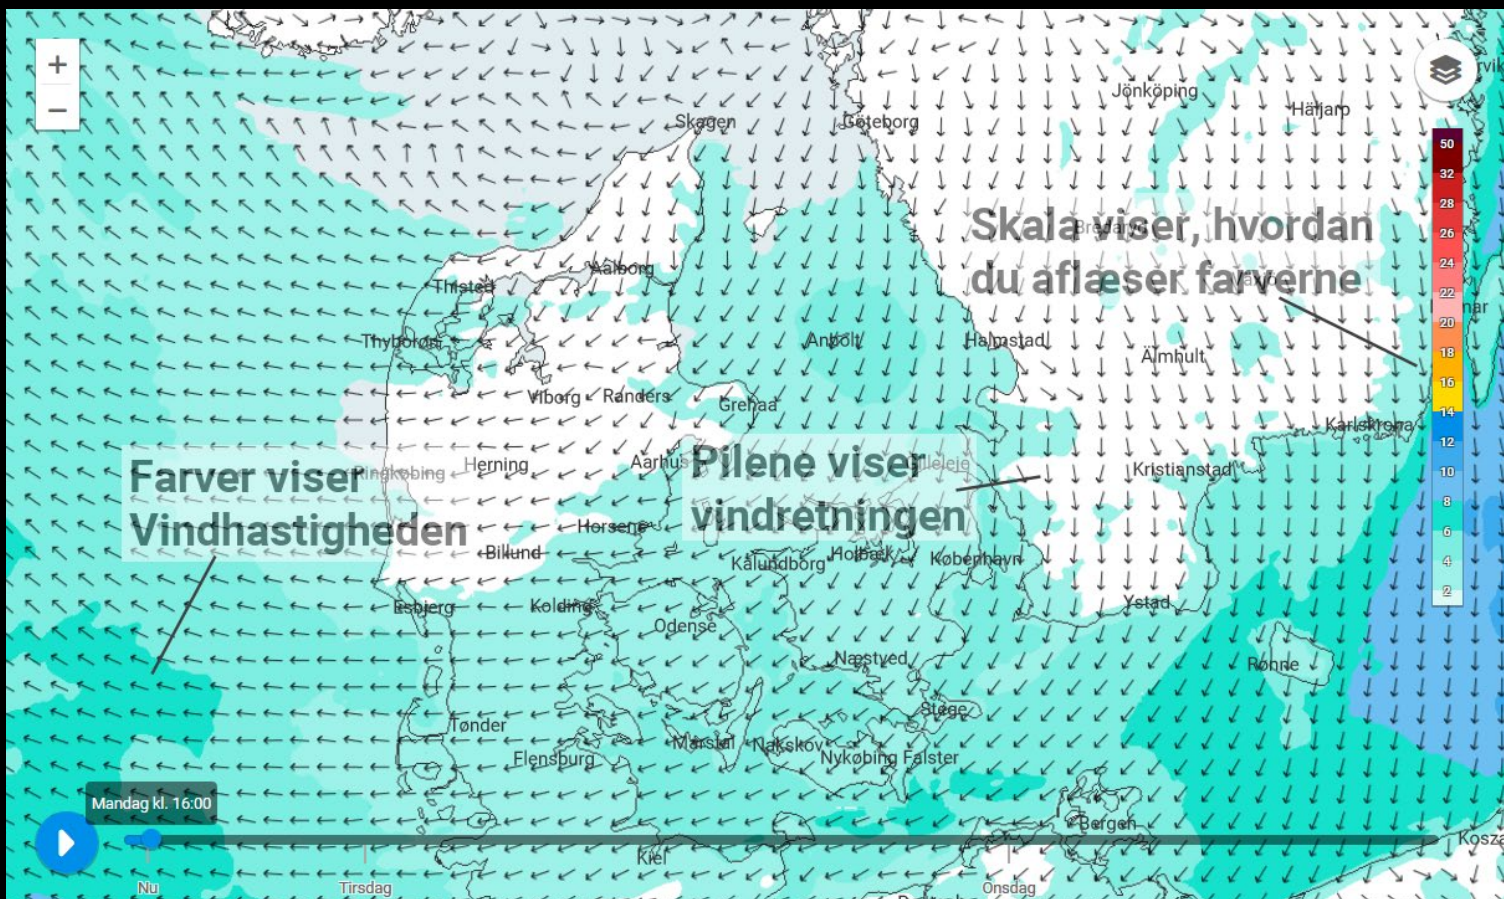 +
Jönköping
−
Härjarp
Skagen
Göteborg
50
32
28
26
24
22
20
18
16
14
12
10
8
6
4
2
Skala viser, hvordan
du aflæser farverne
Aalborg
Thisted
Thyborøn
Anholt
Halmstad
Älmhult
Viborg
Randers
Grenaa
Karlskrona
Farver viser
Vindhastigheden
Ringkøbing
Herning
Aarhus
Pilene viser
vindretningen
Gilleleje
Kristianstad
Horsens
Billund
Kalundborg
Holbæk
København
Esbjerg
Kolding
Odense
Ystad
Næstved
Rønne
Stege
Tønder
Flensburg
Marstal
Nakskov
Nykøbing Falster
Mandag kl. 16:00
Bergen
Kiel
Nu
Tirsdag
Onsdag